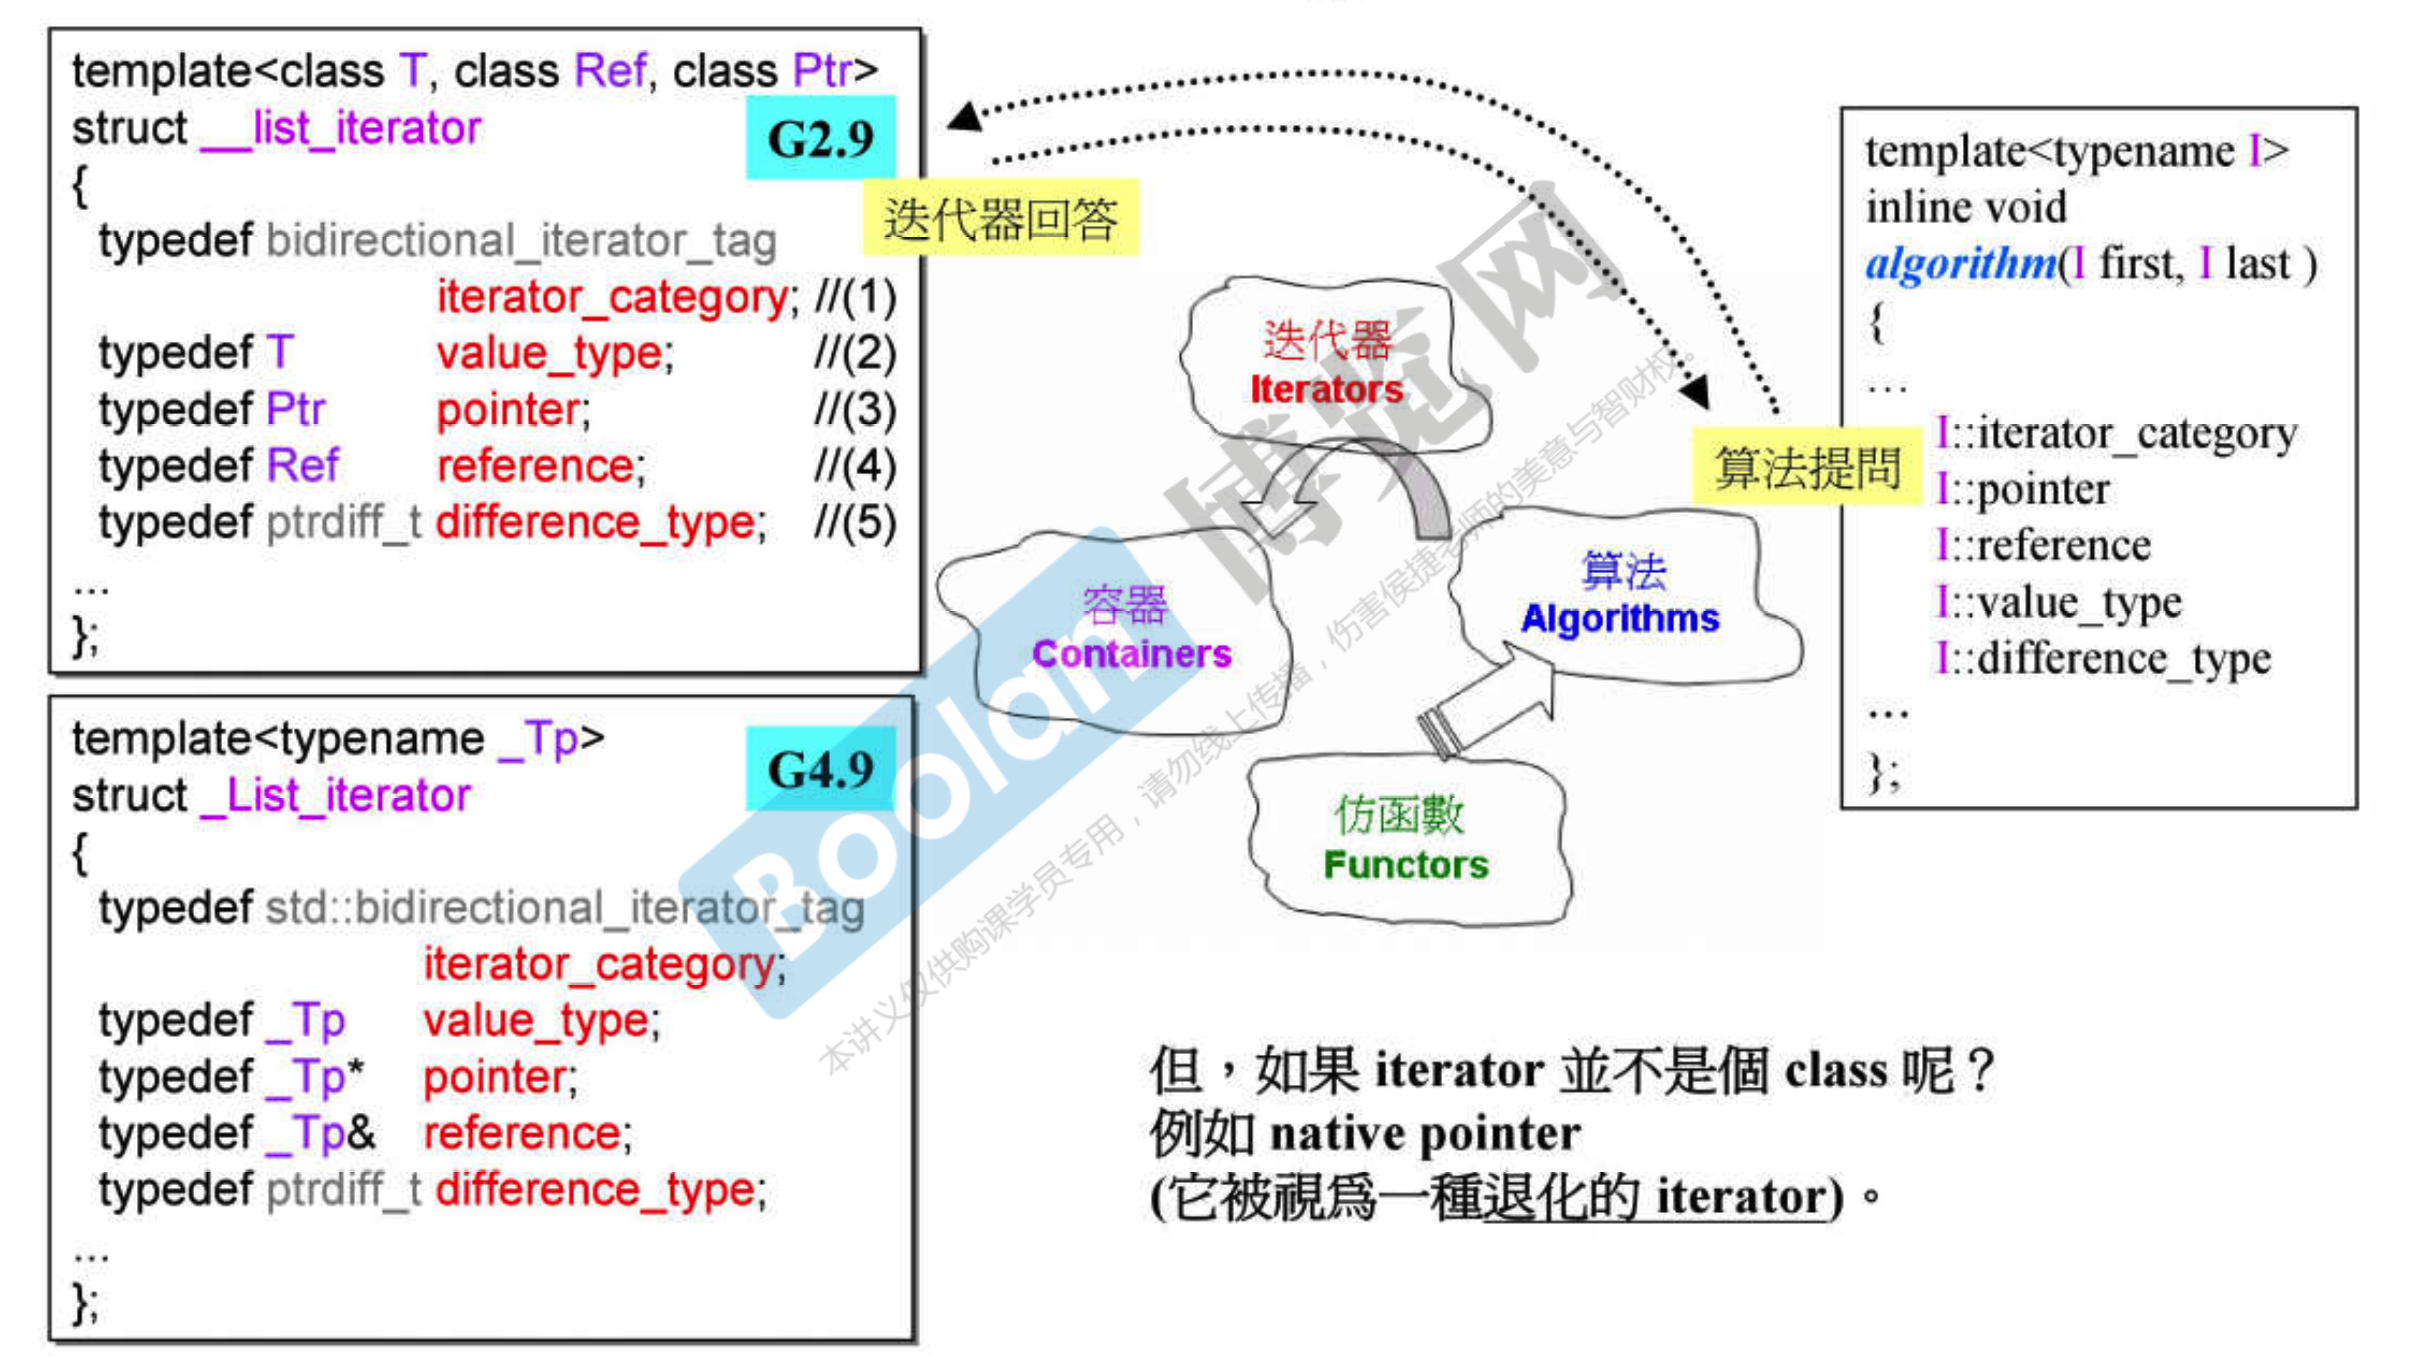 template<class T, class Ref, class Ptr>
struct __list_iterator
G2.9
{
typedef bidirectional_iterator_tag
iterator_category; //(1)
typedef T value_type; //(2)
typedef Ptr pointer; //(3)
typedef Ref reference; //(4)
typedef ptrdiff_t difference_type; //(5)
...
};
迭代器回答
template<typename _Tp>
struct _List_iterator
G4.9
{
typedef std::bidirectional_iterator_tag
iterator_category;
typedef _Tp value_type;
typedef _Tp* pointer;
typedef _Tp& reference;
typedef ptrdiff_t difference_type;
...
};
迭代器
Iterators
容器
Containers
算法
Algorithms
仿函數
Functors
算法提問
template<typename I>
inline void
algorithm(I first, I last )
{
...
I::iterator_category
I::pointer
I::reference
I::value_type
I::difference_type
...
};
但，如果 iterator 並不是個 class 呢？
例如 native pointer
(它被視爲一種退化的 iterator)。
Boolan
博览网
本讲义仅供购课学员专用，请勿线上传播，伤害侯捷老师的美意与智财权。